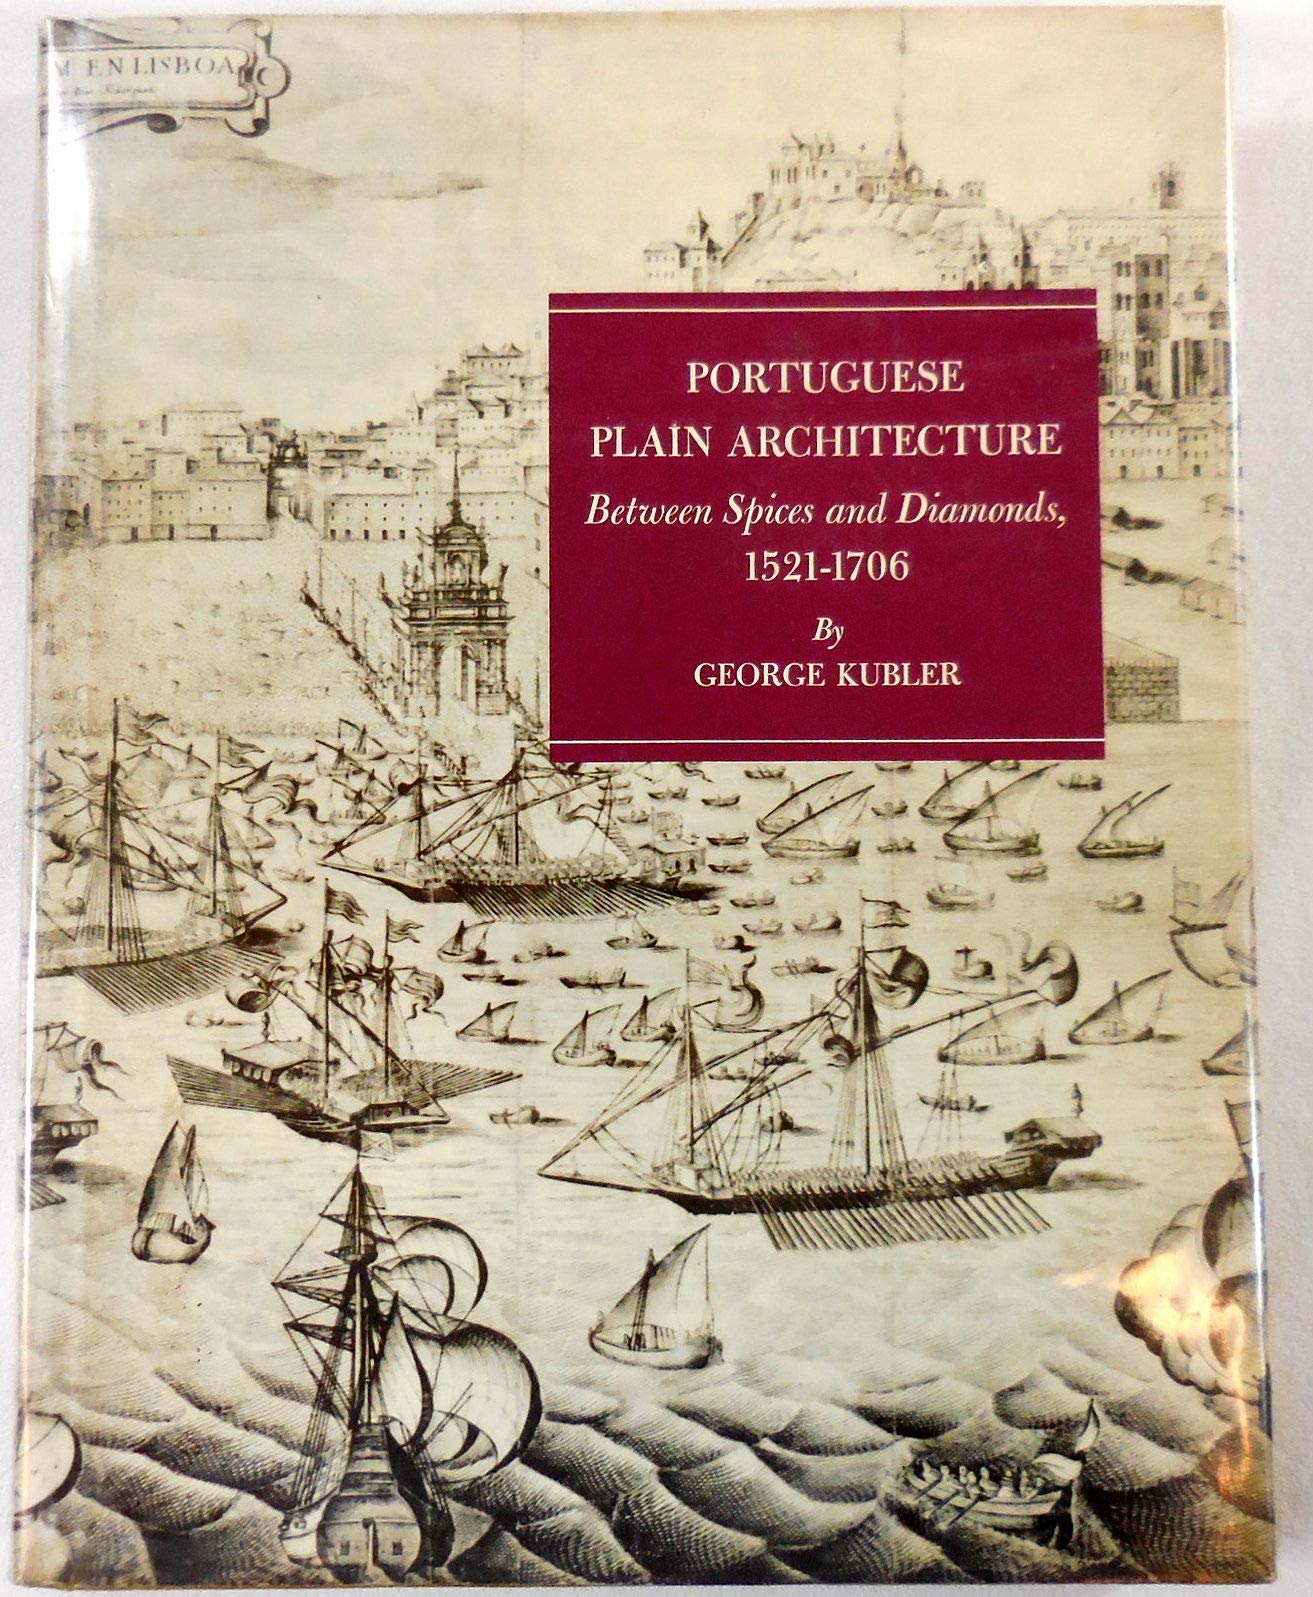 M EN LISBOA
PORTUGUESE
PLAIN ARCHITECTURE
Between Spices and Diamonds,
1521-1706
By
GEORGE KUBLER